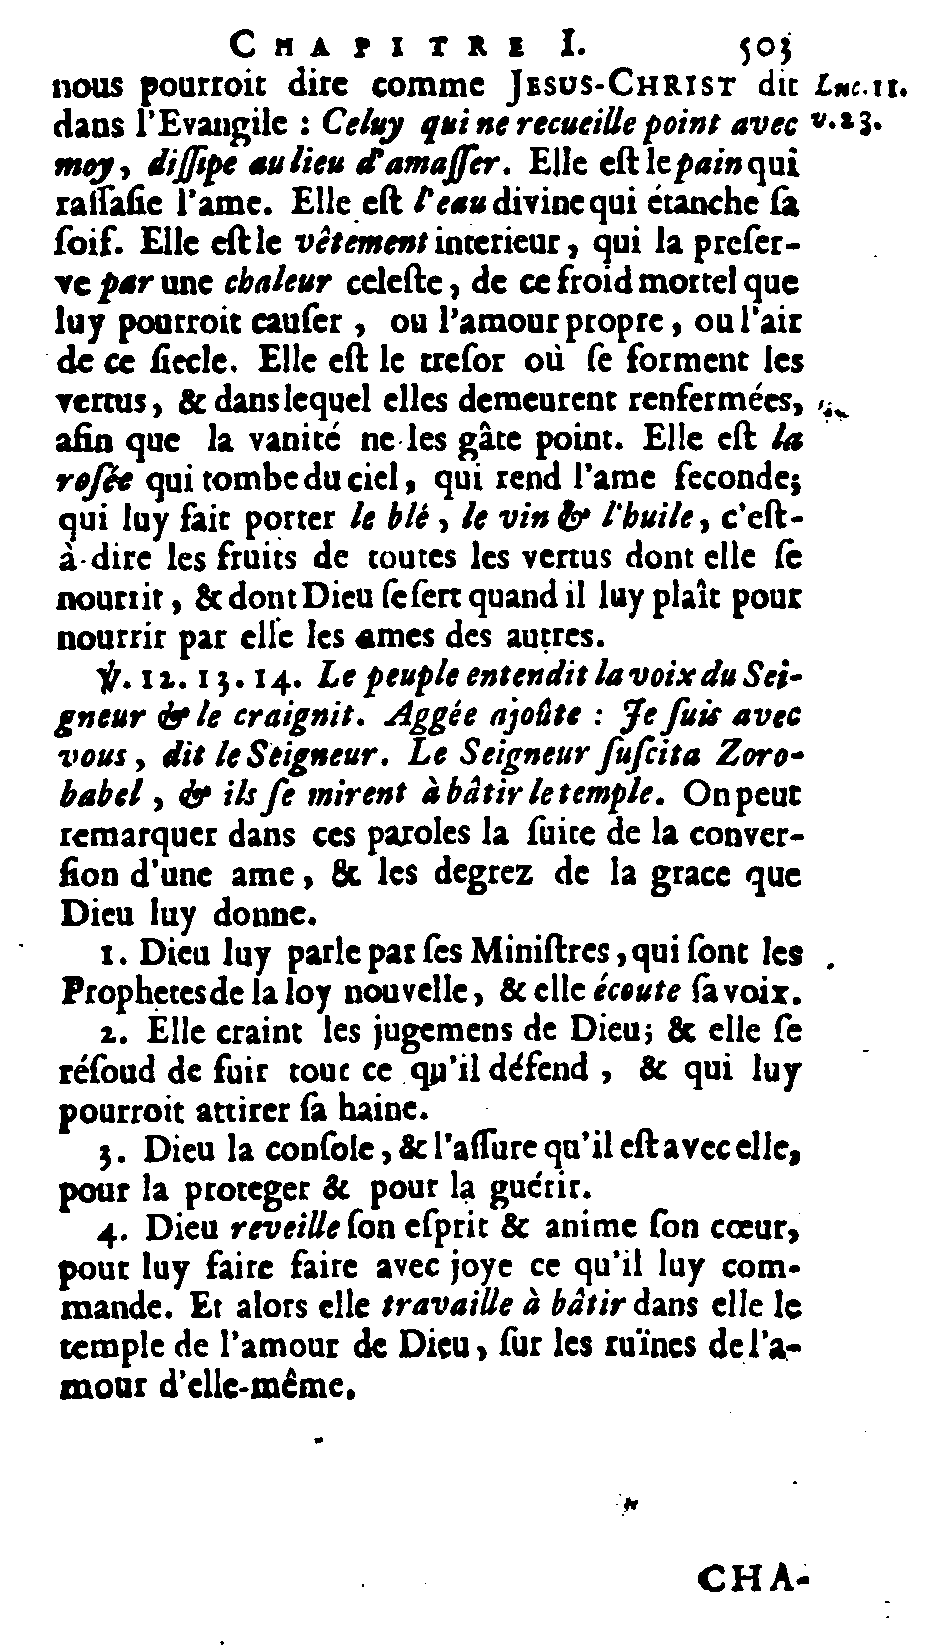 CHAPITRE I. 503
nous pourroit dire comme JESUS-CHRIST dit Luc. 11.
dans l'Evangile : Celuy qui ne recueille point avec v. 23.
moy, diſſipe au lieu d'amaſſer. Elle eſt le pain qui
raſſaſie l'ame. Elle eſt l'eau divine qui étanche ſa
ſoif. Elle eſt le vêtement interieur, qui la preſer-
ve par une chaleur celeſte, de ce froid mortel que
luy pourroit cauſer, ou l'amour propre, ou l'air
de ce ſiecle. Elle eſt le treſor où ſe forment les
vertus, & dans lequel elles demeurent renfermées,
afin que la vanité ne les gâte point. Elle eſt la
roſée qui tombe du ciel, qui rend l'ame feconde;
qui luy fait porter le blé, le vin & l'huile, c'eſt-
à-dire les fruits de toutes les vertus dont elle ſe
nourrit, & dont Dieu ſe ſert quand il luy plaît pour
nourrir par elle les ames des autres.
℣. 12. 13. 14. Le peuple entendit la voix du Sei-
gneur & le craignit. Aggée ajoûte : Je ſuis avec
vous, dit le Seigneur. Le Seigneur ſuſcita Zoro-
babel, & ils ſe mirent à bâtir le temple. On peut
remarquer dans ces paroles la ſuite de la conver-
ſion d'une ame, & les degrez de la grace que
Dieu luy donne.
1. Dieu luy parle par ſes Miniſtres, qui ſont les
Prophetes de la loy nouvelle, & elle écoute ſa voix.
2. Elle craint les jugemens de Dieu; & elle ſe
réſoud de fuir tout ce qu'il défend, & qui luy
pourroit attirer ſa haine.
3. Dieu la conſole, & l'aſſure qu'il eſt avec elle,
pour la proteger & pour la guérir.
4. Dieu reveille ſon eſprit & anime ſon cœur,
pour luy faire faire avec joye ce qu'il luy com-
mande. Et alors elle travaille à bâtir dans elle le
temple de l'amour de Dieu, ſur les ruïnes de l'a-
mour d'elle-même.
CHA-